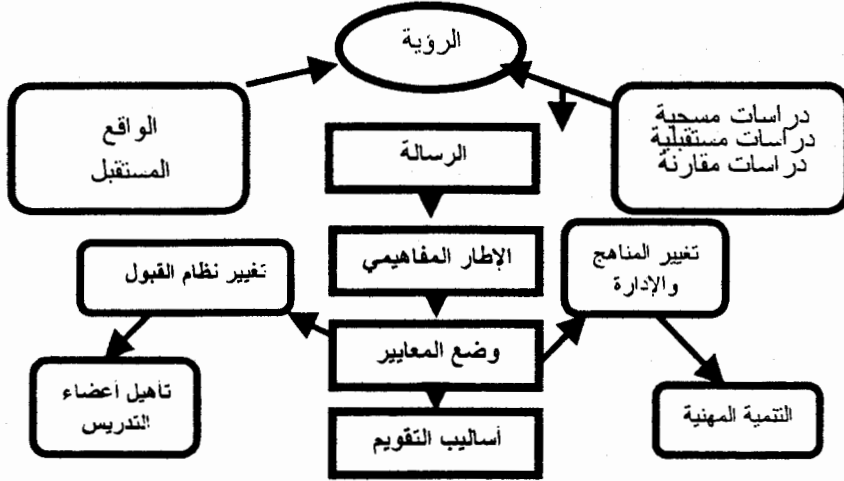 الرؤية
دراسات مسحية
دراسات مستقبلية
دراسات مقارنة
الواقع
المستقبل
الرسالة
الإطار المفاهيمي
تغيير المناهج
والإدارة
تغيير نظام القبول
وضع المعايير
التنمية المهنية
تأهيل أعضاء
التدريس
أساليب التقويم